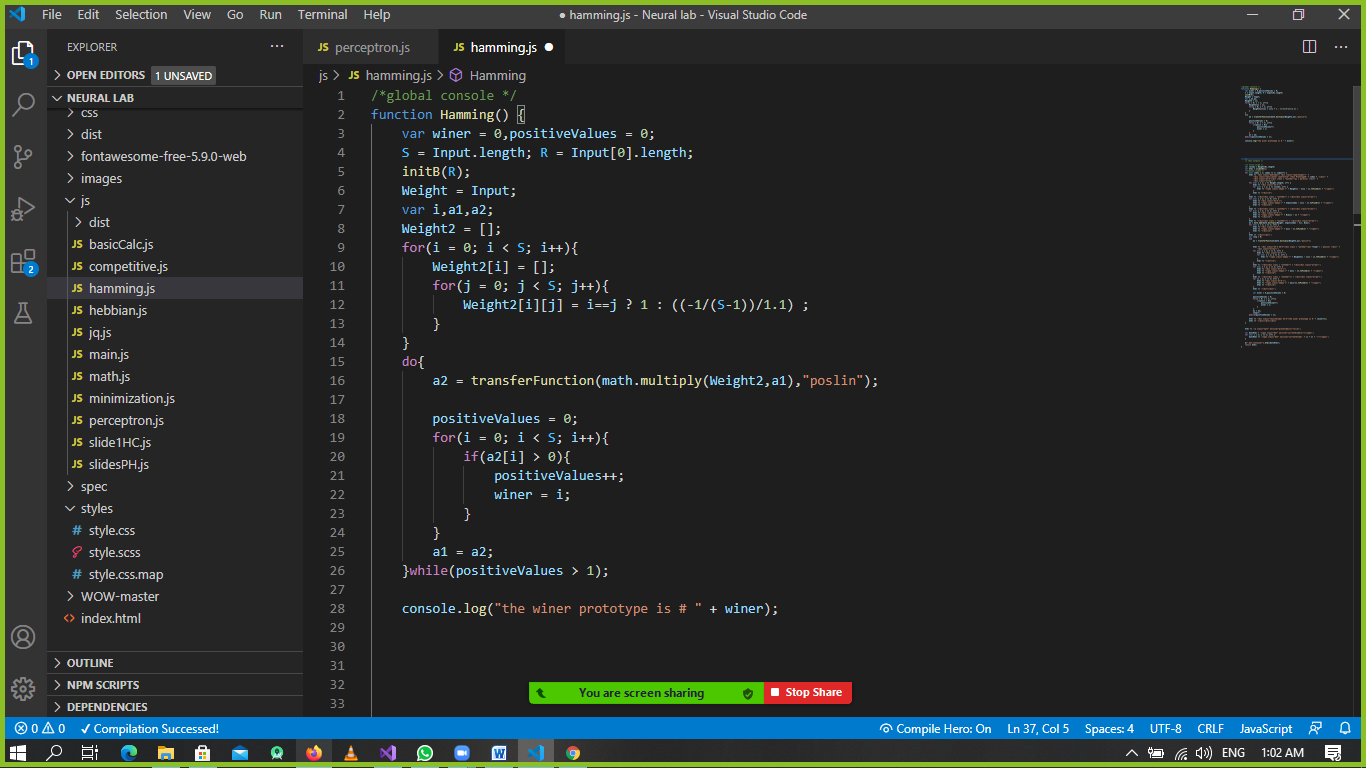 File Edit Selection View Go Run Terminal Help ● hamming.js - Neural lab - Visual Studio Code
EXPLORER
OPEN EDITORS 1 UNSAVED
NEURAL LAB
css
dist
fontawesome-free-5.9.0-web
images
js
dist
JS basicCalc.js
JS competitive.js
JS hamming.js
JS hebbian.js
JS jq.js
JS main.js
JS math.js
JS minimization.js
JS perceptron.js
JS slide1HC.js
JS slidesPH.js
spec
styles
# style.css
style.scss
# style.css.map
WOW-master
<> index.html
OUTLINE
NPM SCRIPTS
DEPENDENCIES
1
2
JS perceptron.js JS hamming.js ●
js > JS hamming.js > Hamming
1 /*global console */
2 function Hamming() {
3 var winer = 0,positiveValues = 0;
4 S = Input.length; R = Input[0].length;
5 initB(R);
6 Weight = Input;
7 var i,a1,a2;
8 Weight2 = [];
9 for(i = 0; i < S; i++){
10 Weight2[i] = [];
11 for(j = 0; j < S; j++){
12 Weight2[i][j] = i==j ? 1 : ((-1/(S-1))/1.1) ;
13 }
14 }
15 do{
16 a2 = transferFunction(math.multiply(Weight2,a1),"poslin");
17
18 positiveValues = 0;
19 for(i = 0; i < S; i++){
20 if(a2[i] > 0){
21 positiveValues++;
22 winer = i;
23 }
24 }
25 a1 = a2;
26 }while(positiveValues > 1);
27
28 console.log("the winer prototype is # " + winer);
29
30
31
32
33
You are screen sharing Stop Share
0 0 ✓ Compilation Successed! Compile Hero: On Ln 37, Col 5 Spaces: 4 UTF-8 CRLF JavaScript
ENG 1:02 AM